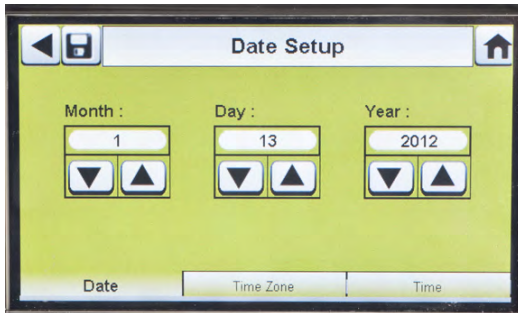 Date Setup
Month : Day : Year :
1 13 2012
Date Time Zone Time